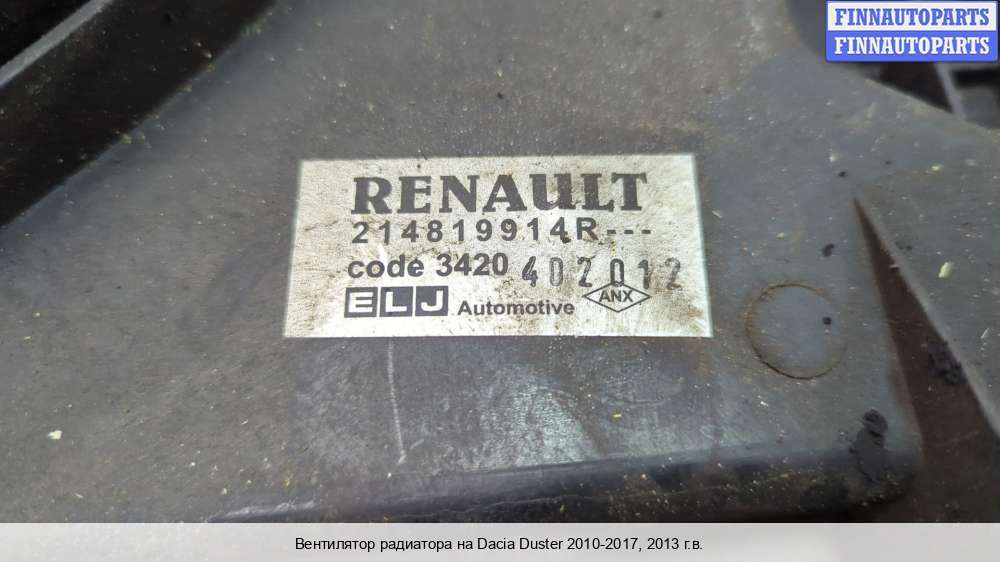 FINNAUTOPARTS
FINNAUTOPARTS
RENAULT
214819914R---
code 3420 402012
ELJ Automotive ANX
Вентилятор радиатора на Dacia Duster 2010-2017, 2013 г.в.